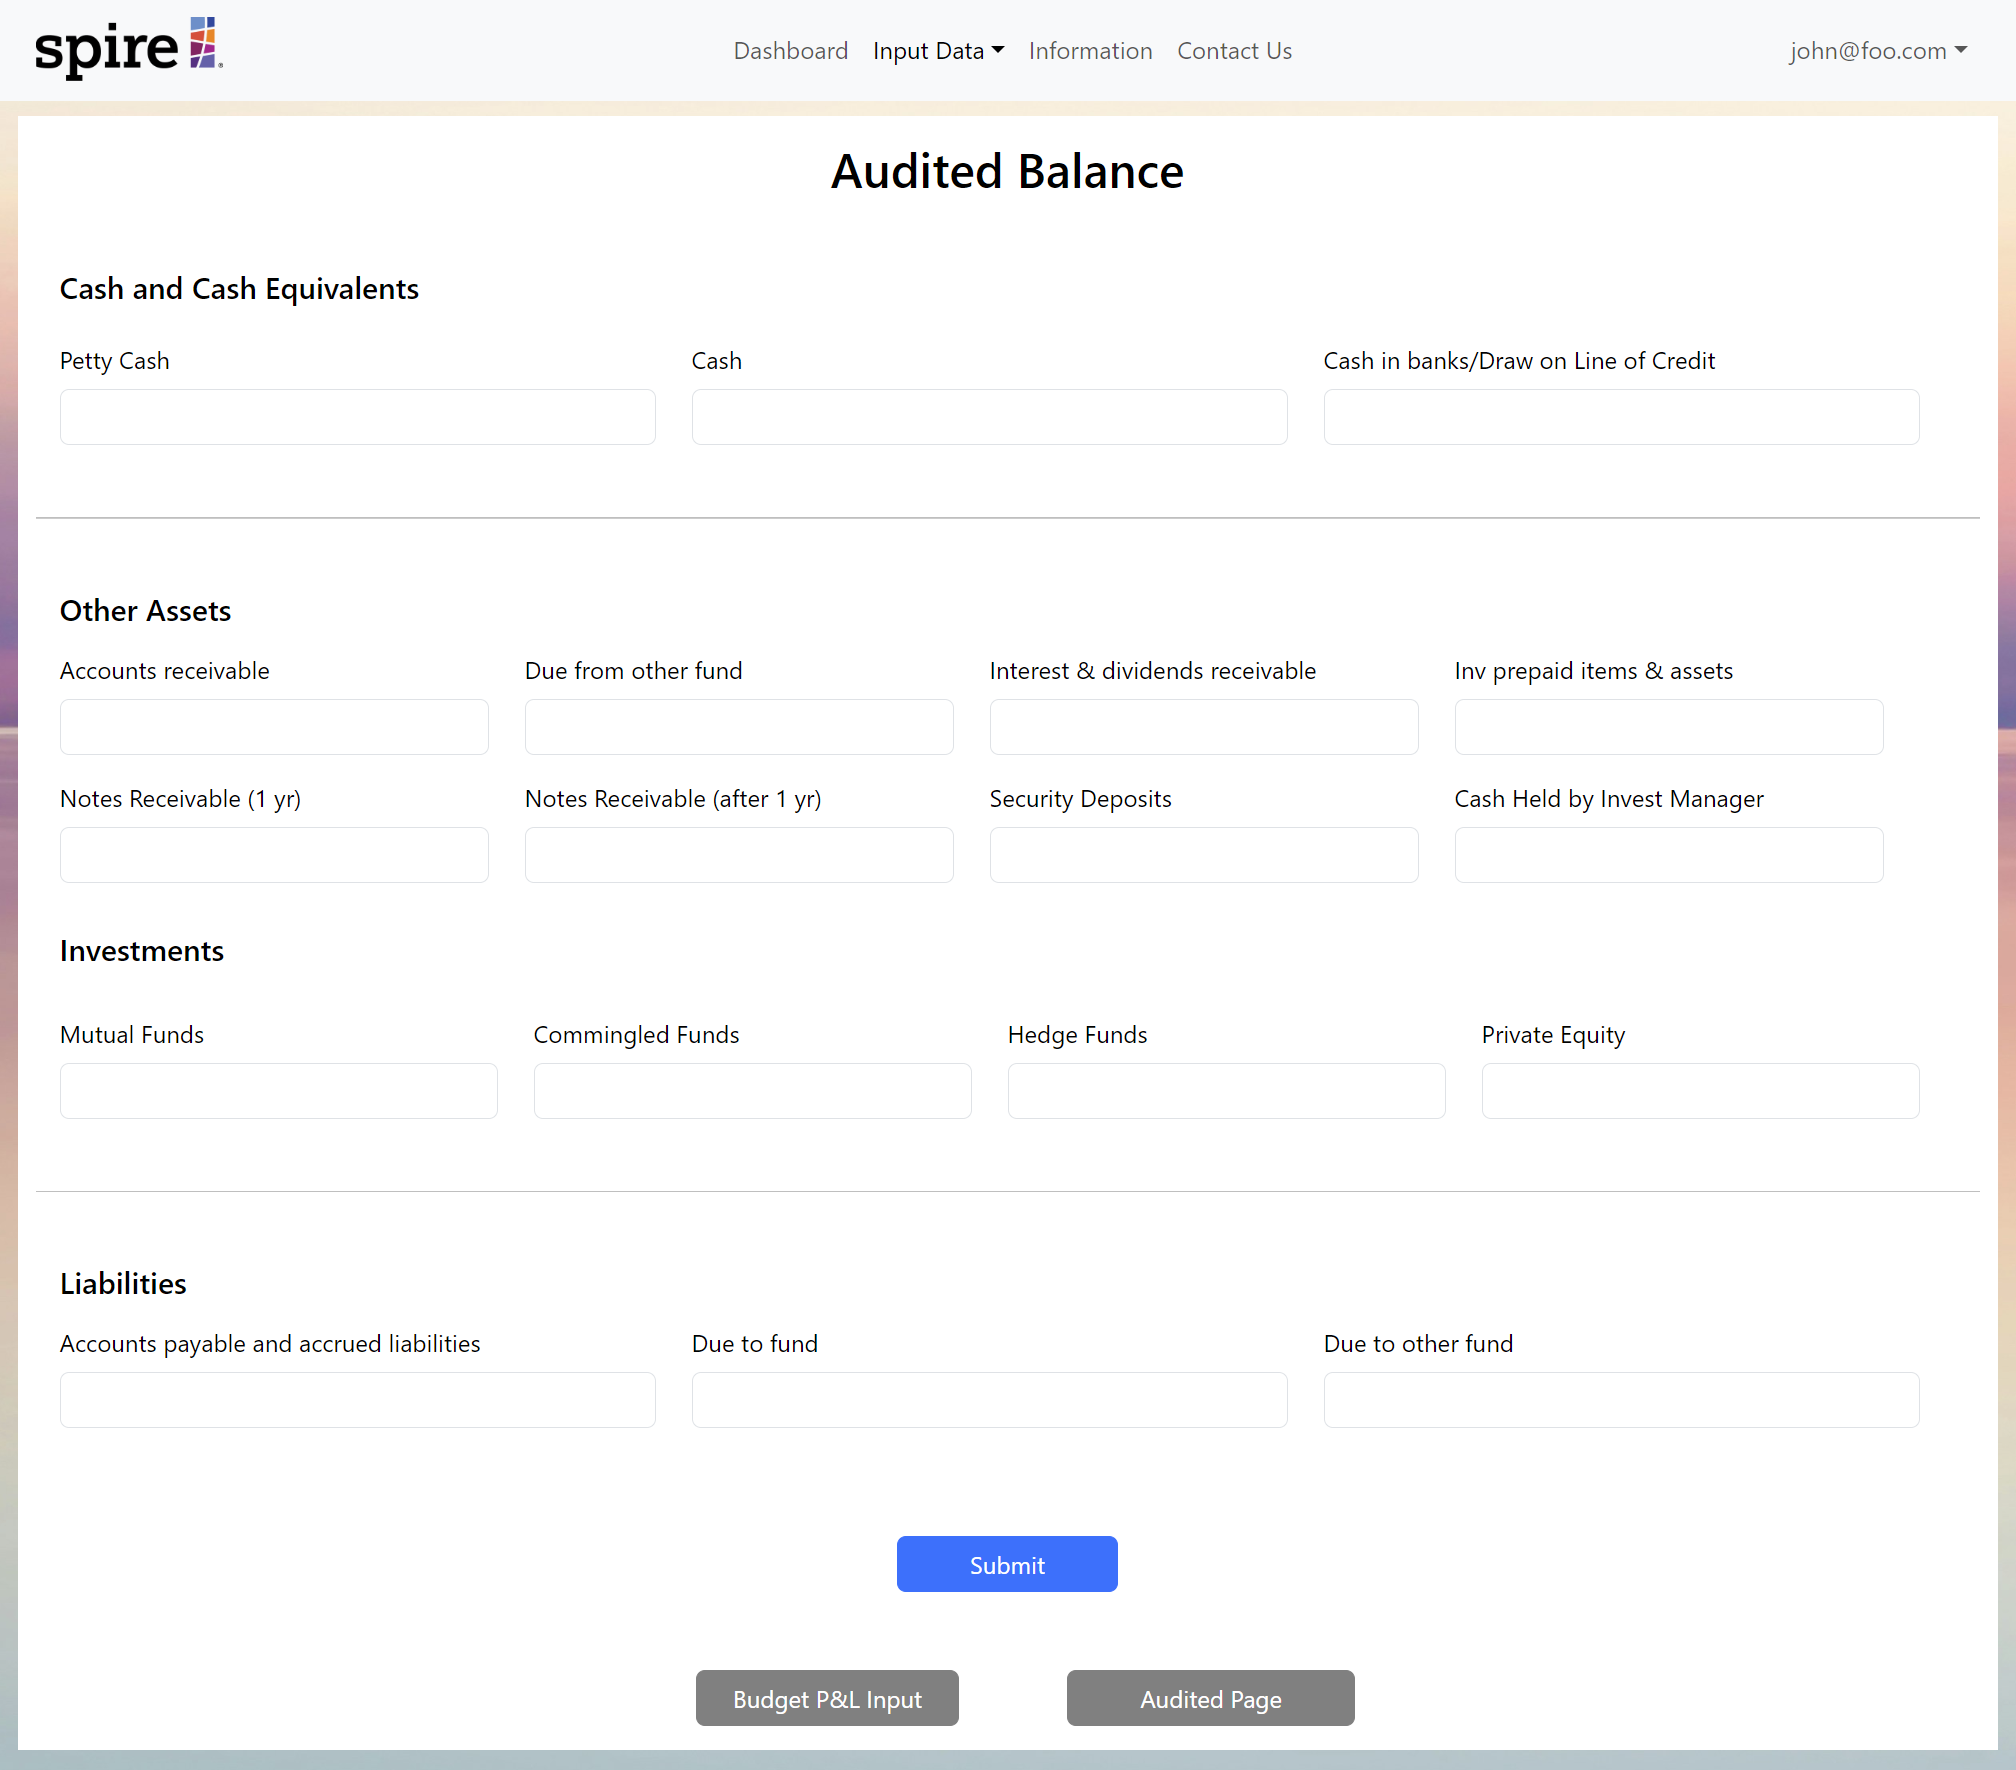 spire
Dashboard Input Data Information Contact Us john@foo.com
Audited Balance
Cash and Cash Equivalents
Petty Cash Cash Cash in banks/Draw on Line of Credit
Other Assets
Accounts receivable Due from other fund Interest & dividends receivable Inv prepaid items & assets
Notes Receivable (1 yr) Notes Receivable (after 1 yr) Security Deposits Cash Held by Invest Manager
Investments
Mutual Funds Commingled Funds Hedge Funds Private Equity
Liabilities
Accounts payable and accrued liabilities Due to fund Due to other fund
Submit
Budget P&L Input Audited Page